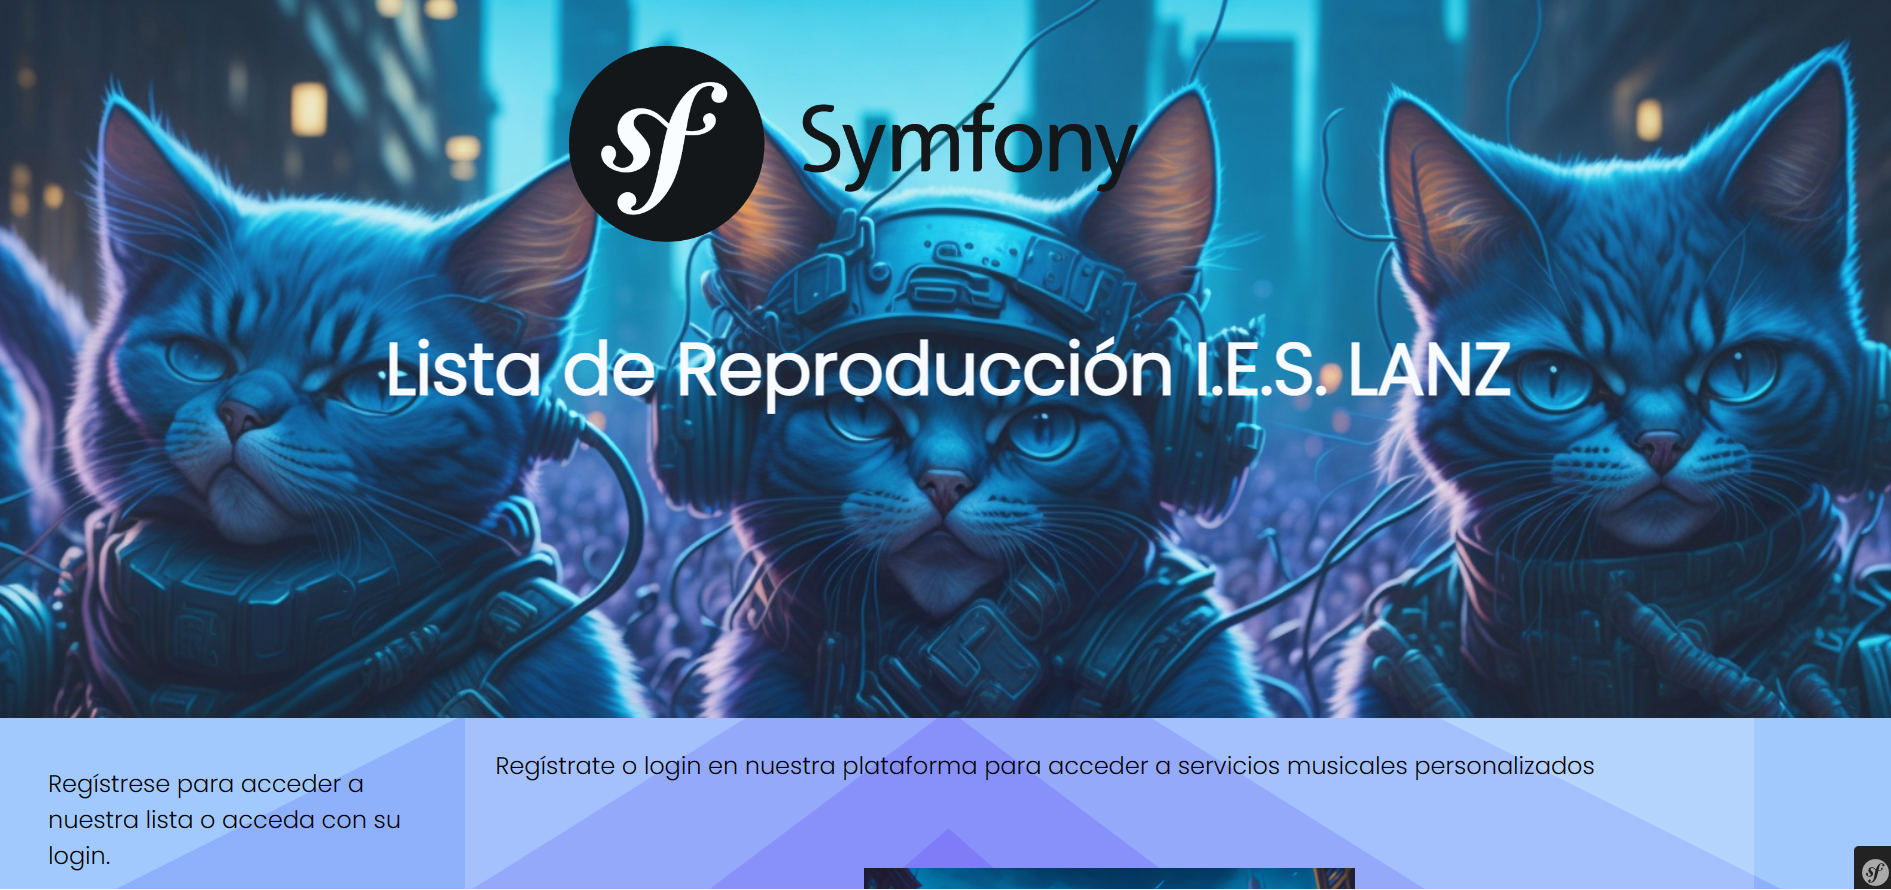 sf Symfony
Lista de Reproducción I.E.S. LANZ
Regístrese para acceder a
nuestra lista o acceda con su
login.
Regístrate o login en nuestra plataforma para acceder a servicios musicales personalizados
sf